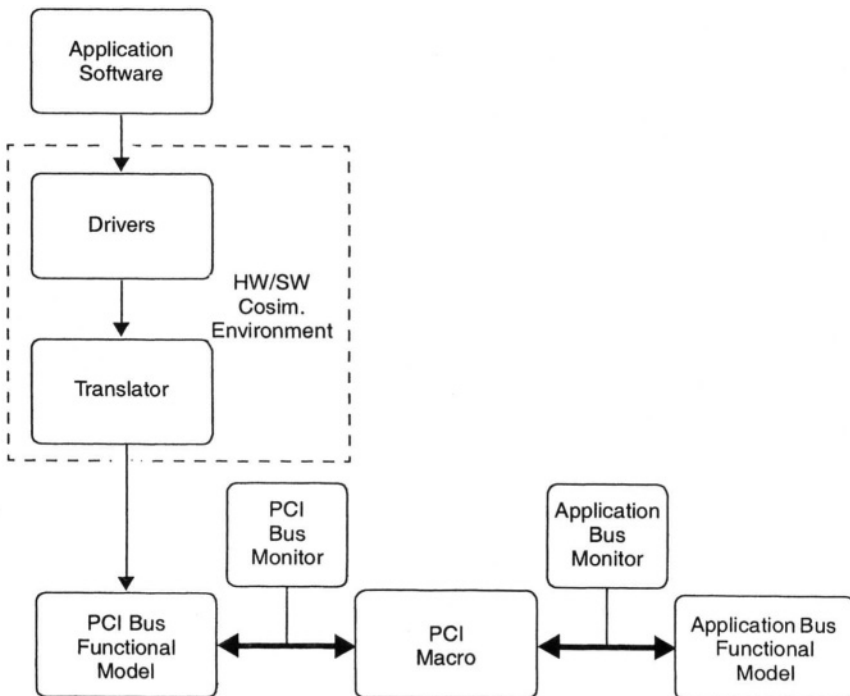 Application
Software
Drivers
HW/SW
Cosim.
Environment
Translator
PCI
Bus
Monitor
Application
Bus
Monitor
PCI Bus
Functional
Model
PCI
Macro
Application Bus
Functional
Model